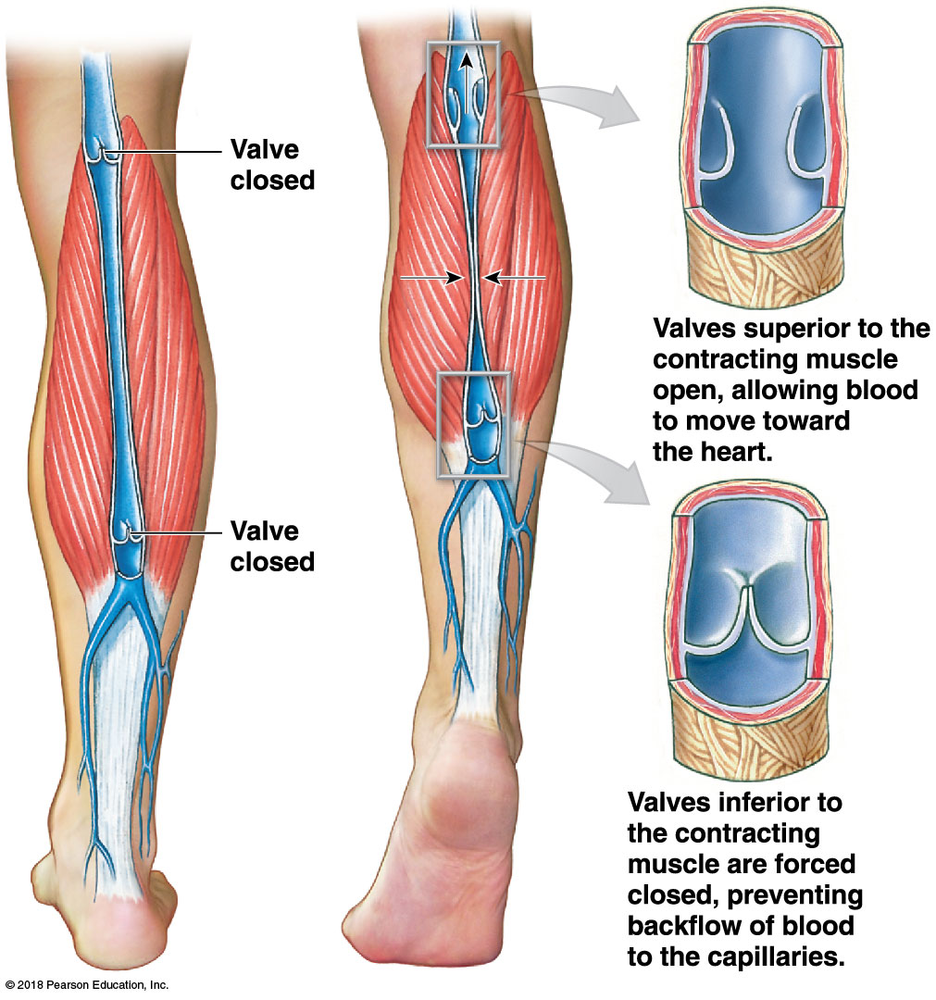 Valve
closed
Valve
closed
Valves superior to the
contracting muscle
open, allowing blood
to move toward
the heart.
Valves inferior to
the contracting
muscle are forced
closed, preventing
backflow of blood
to the capillaries.
© 2018 Pearson Education, Inc.